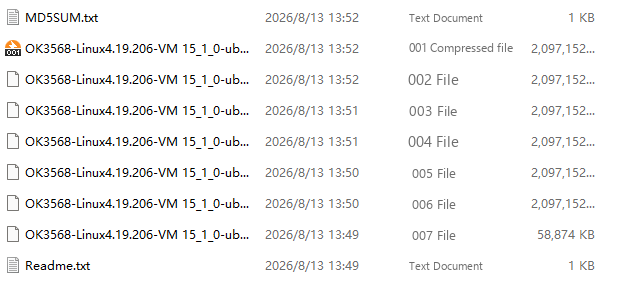 MD5SUM.txt 2026/8/13 13:52 Text Document 1 KB
001 OK3568-Linux4.19.206-VM 15_1_0-ub... 2026/8/13 13:52 001 Compressed file 2,097,152...
OK3568-Linux4.19.206-VM 15_1_0-ub... 2026/8/13 13:52 002 File 2,097,152...
OK3568-Linux4.19.206-VM 15_1_0-ub... 2026/8/13 13:51 003 File 2,097,152...
OK3568-Linux4.19.206-VM 15_1_0-ub... 2026/8/13 13:51 004 File 2,097,152...
OK3568-Linux4.19.206-VM 15_1_0-ub... 2026/8/13 13:50 005 File 2,097,152...
OK3568-Linux4.19.206-VM 15_1_0-ub... 2026/8/13 13:50 006 File 2,097,152...
OK3568-Linux4.19.206-VM 15_1_0-ub... 2026/8/13 13:49 007 File 58,874 KB
Readme.txt 2026/8/13 13:49 Text Document 1 KB